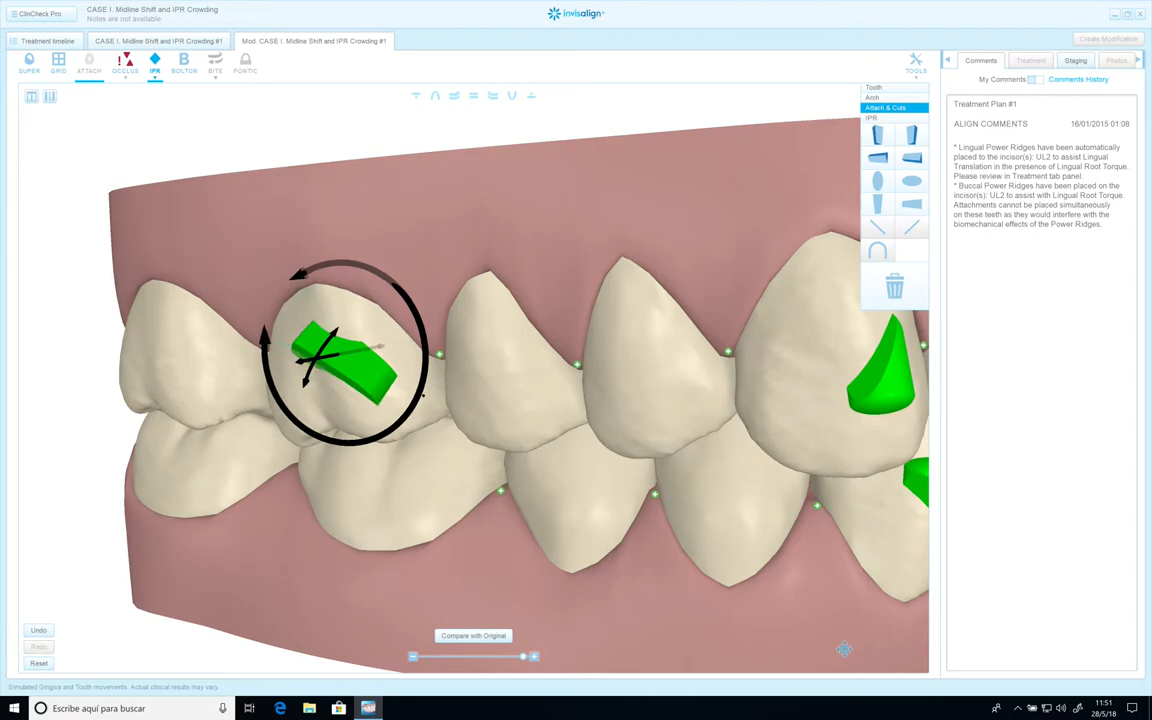 ClinCheck Pro
CASE I. Midline Shift and IPR Crowding
Notes are not available
invisalign
Treatment timeline
CASE I. Midline Shift and IPR Crowding #1
Mod. CASE I. Midline Shift and IPR Crowding #1
Create Modification
SUPER
GRID
ATTACH
OCCLUS
IPR
BOLTON
BITE
PONTIC
TOOLS
Comments
Treatment
Staging
Photos
My Comments
Comments History
Tooth
Arch
Attach & Cuts
IPR
Treatment Plan #1
ALIGN COMMENTS 16/01/2015 01:08
* Lingual Power Ridges have been automatically
placed to the incisor(s): UL2 to assist Lingual
Translation in the presence of Lingual Root Torque.
Please review in Treatment tab panel.
* Buccal Power Ridges have been placed on the
incisor(s): UL2 to assist with Lingual Root Torque.
Attachments cannot be placed simultaneously
on these teeth as they would interfere with the
biomechanical effects of the Power Ridges.
Undo
Redo
Reset
Compare with Original
Simulated Gingiva and Tooth movements. Actual clinical results may vary.
Escribe aquí para buscar
11:51
28/5/18